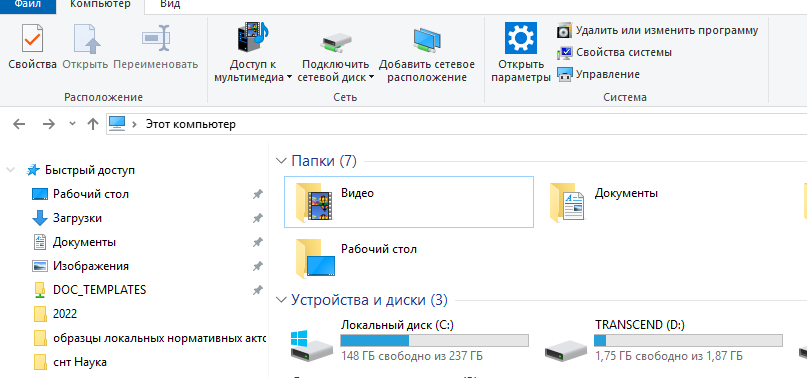 Файл Компьютер Вид
Свойства Открыть Переименовать
Доступ к мультимедиа Подключить сетевой диск Добавить сетевое расположение
Открыть параметры
Удалить или изменить программу
Свойства системы
Управление
Расположение Сеть Система
Этот компьютер
Быстрый доступ
Рабочий стол
Загрузки
Документы
Изображения
DOC_TEMPLATES
2022
образцы локальных нормативных акто
снт Наука
Папки (7)
Видео Документы
Рабочий стол
Устройства и диски (3)
Локальный диск (C:) TRANSCEND (D:)
148 ГБ свободно из 237 ГБ 1,75 ГБ свободно из 1,87 ГБ